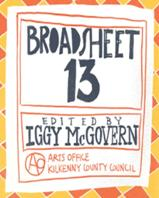 BROADSHEET
13
EDITED BY
IGGY McGOVERN
AO
ARTS OFFICE
KILKENNY COUNTY COUNCIL